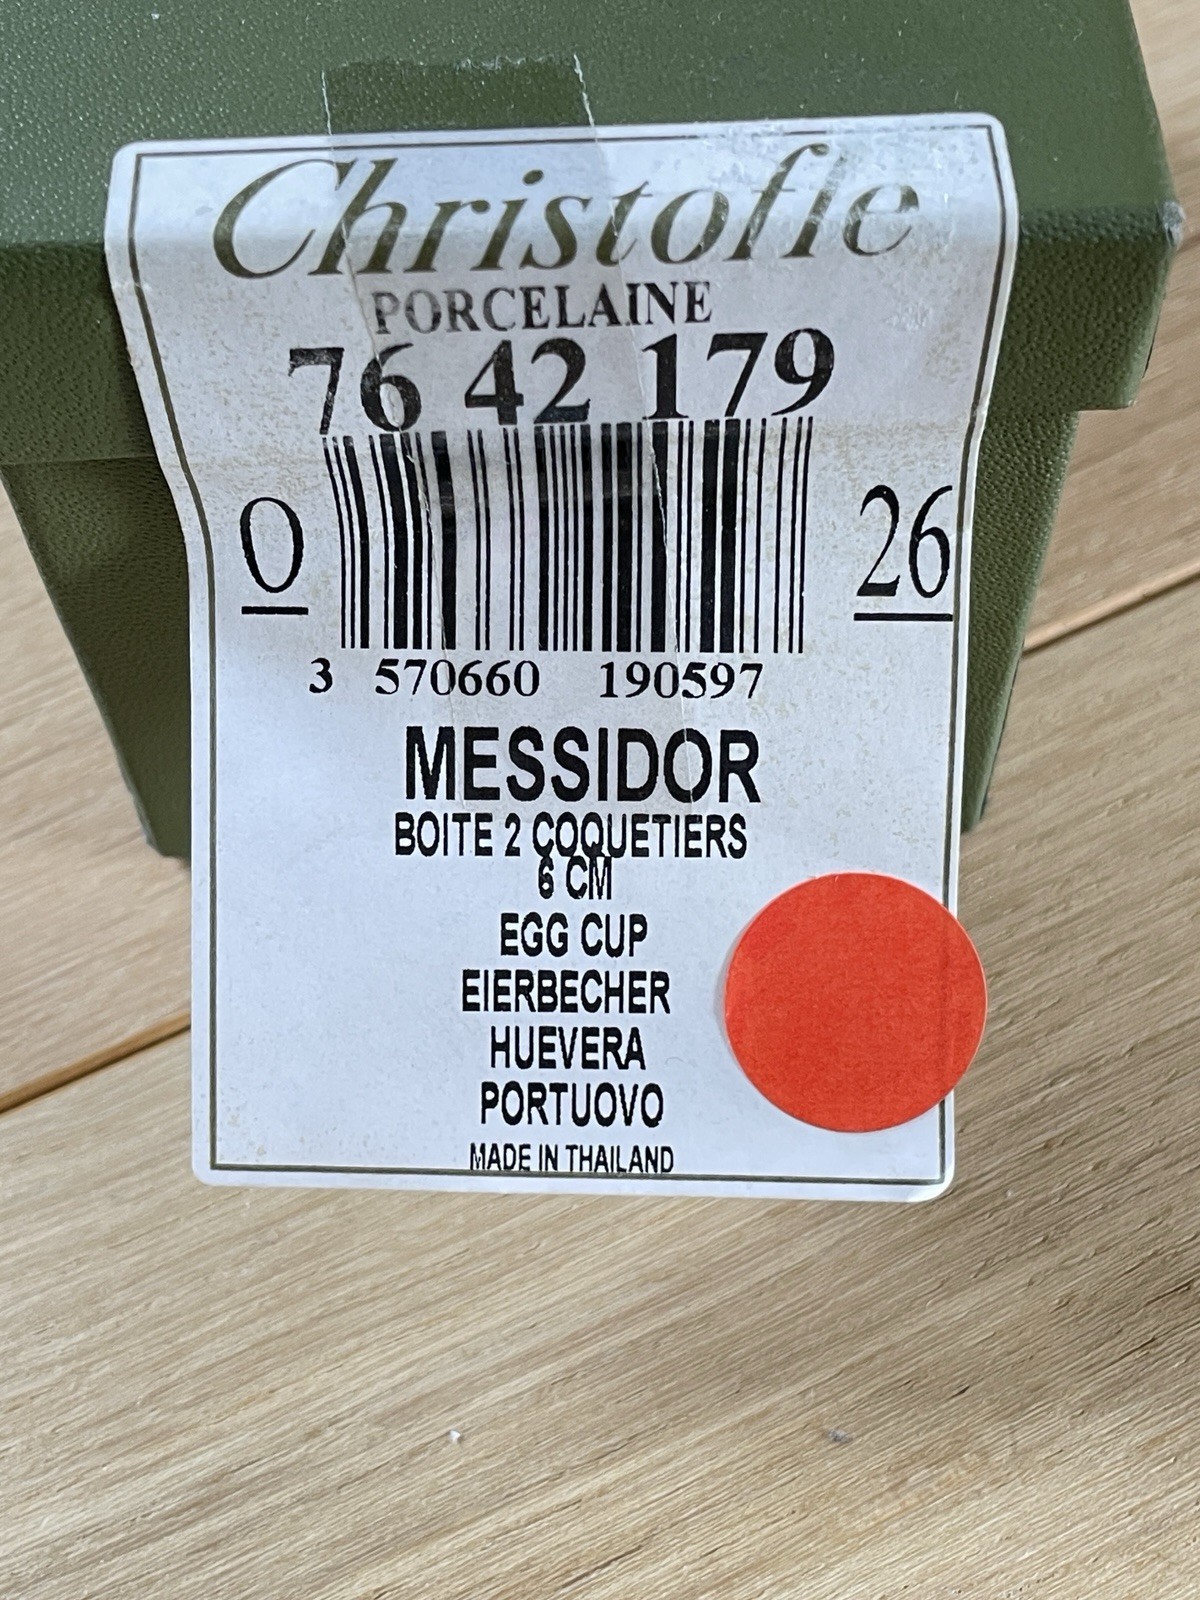 Christofle
PORCELAINE
76 42 179
0 26
3 570660 190597
MESSIDOR
BOITE 2 COQUETIERS
6 CM
EGG CUP
EIERBECHER
HUEVERA
PORTUOVO
MADE IN THAILAND